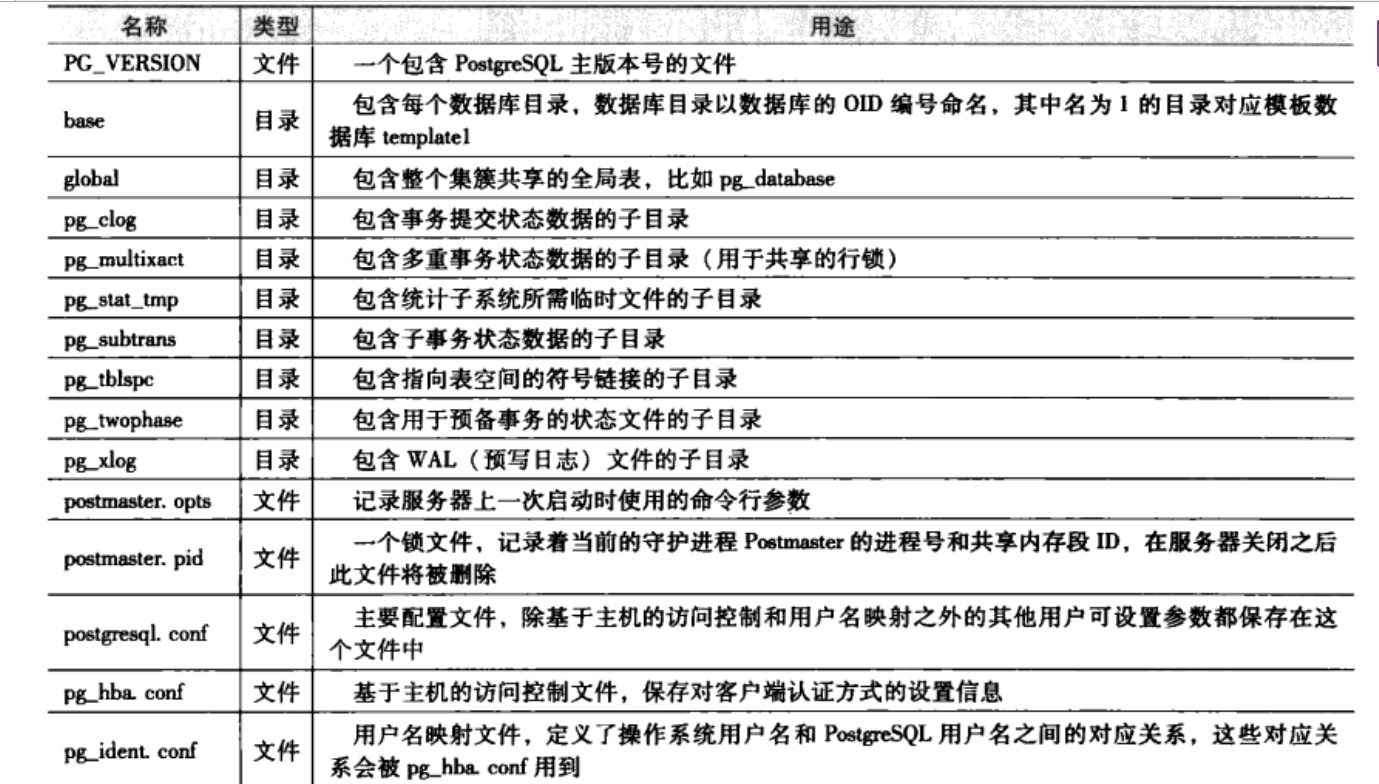 名称 类型 用途
PG_VERSION 文件 一个包含 PostgreSQL 主版本号的文件
base 目录 包含每个数据库目录，数据库目录以数据库的 OID 编号命名，其中名为 1 的目录对应模板数
据库 template1
global 目录 包含整个集簇共享的全局表，比如 pg_database
pg_clog 目录 包含事务提交状态数据的子目录
pg_multixact 目录 包含多重事务状态数据的子目录（用于共享的行锁）
pg_stat_tmp 目录 包含统计子系统所需临时文件的子目录
pg_subtrans 目录 包含子事务状态数据的子目录
pg_tblspc 目录 包含指向表空间的符号链接的子目录
pg_twophase 目录 包含用于预备事务的状态文件的子目录
pg_xlog 目录 包含 WAL（预写日志）文件的子目录
postmaster. opts 文件 记录服务器上一次启动时使用的命令行参数
postmaster. pid 文件 一个锁文件，记录着当前的守护进程 Postmaster 的进程号和共享内存段 ID，在服务器关闭之后
此文件将被删除
postgresql. conf 文件 主要配置文件，除基于主机的访问控制和用户名映射之外的其他用户可设置参数都保存在这
个文件中
pg_hba. conf 文件 基于主机的访问控制文件，保存对客户端认证方式的设置信息
pg_ident. conf 文件 用户名映射文件，定义了操作系统用户名和 PostgreSQL 用户名之间的对应关系，这些对应关
系会被 pg_hba. conf 用到